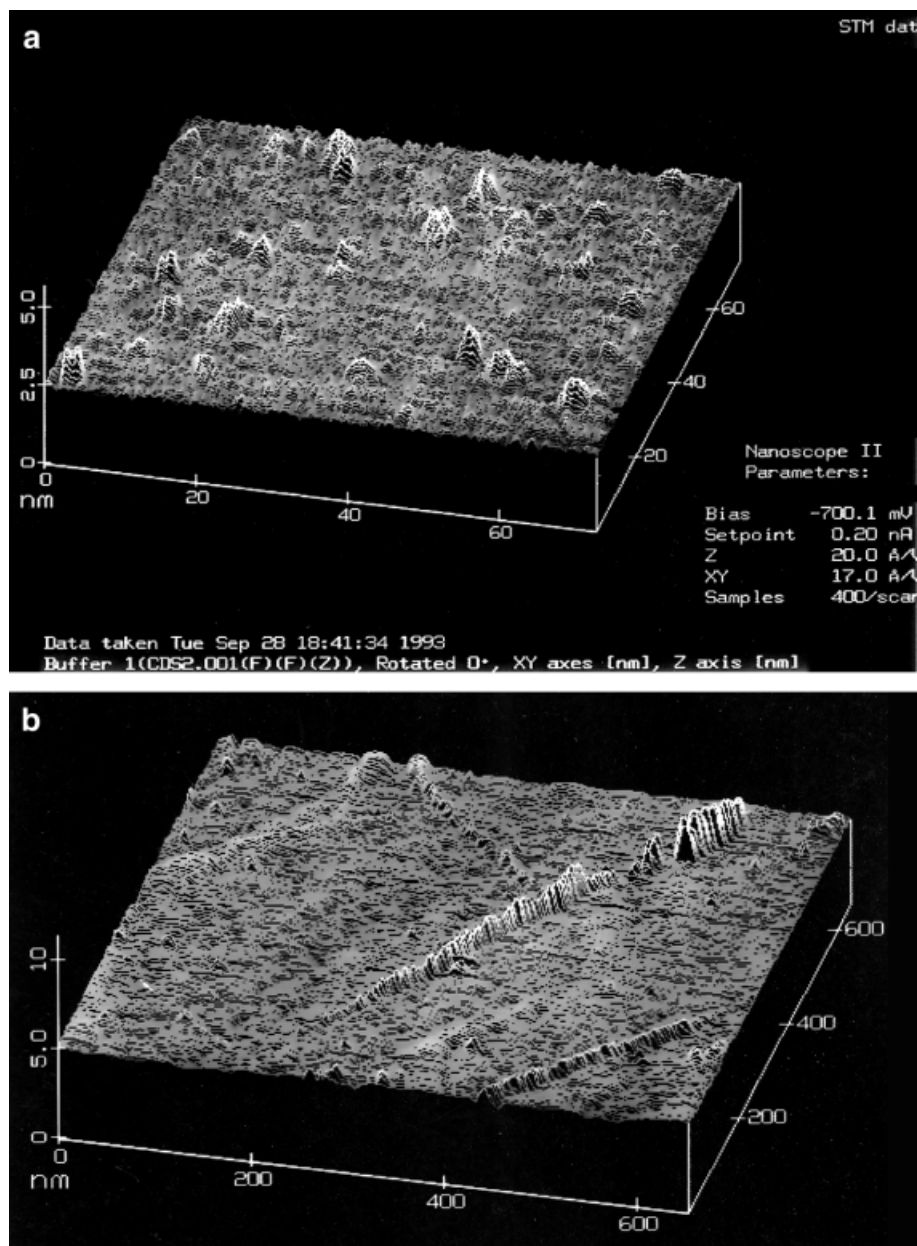 a
STM dat
5.0
2.5
0
nm
0
20
40
60
20
40
60
Nanoscope II
Parameters:
Bias -700.1 mV
Setpoint 0.20 nA
Z 20.0 A/V
XY 17.0 A/V
Samples 400/scan
Data taken Tue Sep 28 18:41:34 1993
Buffer 1(CDS2.001(F)(F)(Z)), Rotated 0°, XY axes [nm], Z axis [nm]
b
10
5.0
0
nm
0
200
400
600
200
400
600